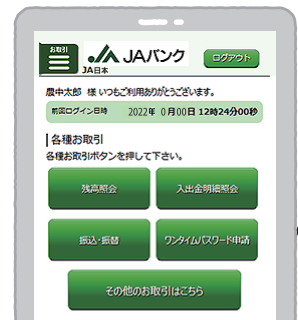 お取引
JAバンク
ログアウト
JA日本
農中太郎 様 いつもご利用ありがとうございます。
前回ログイン日時 2022年 0月00日 12時24分00秒
各種お取引
各種お取引ボタンを押して下さい。
残高照会 入出金明細照会
振込・振替 ワンタイムパスワード申請
その他のお取引はこちら